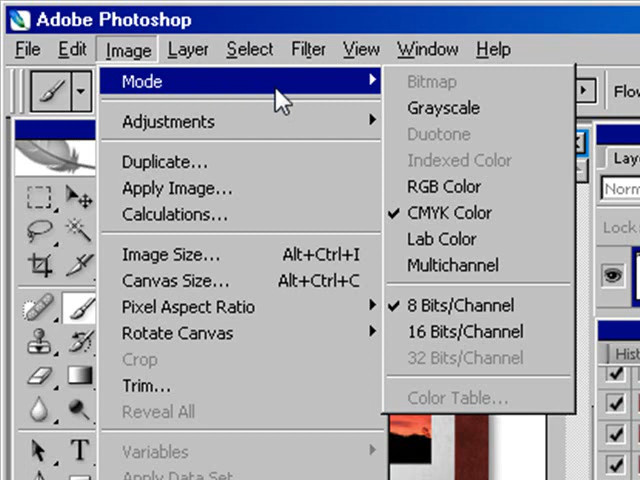 Adobe Photoshop
File Edit Image Layer Select Filter View Window Help
Mode
Adjustments
Duplicate...
Apply Image...
Calculations...
Image Size... Alt+Ctrl+I
Canvas Size... Alt+Ctrl+C
Pixel Aspect Ratio
Rotate Canvas
Crop
Trim...
Reveal All
Variables
Apply Data Set
Bitmap
Grayscale
Duotone
Indexed Color
RGB Color
CMYK Color
Lab Color
Multichannel
8 Bits/Channel
16 Bits/Channel
32 Bits/Channel
Color Table...
Flow
Laye
Norm
Lock
Hist
T